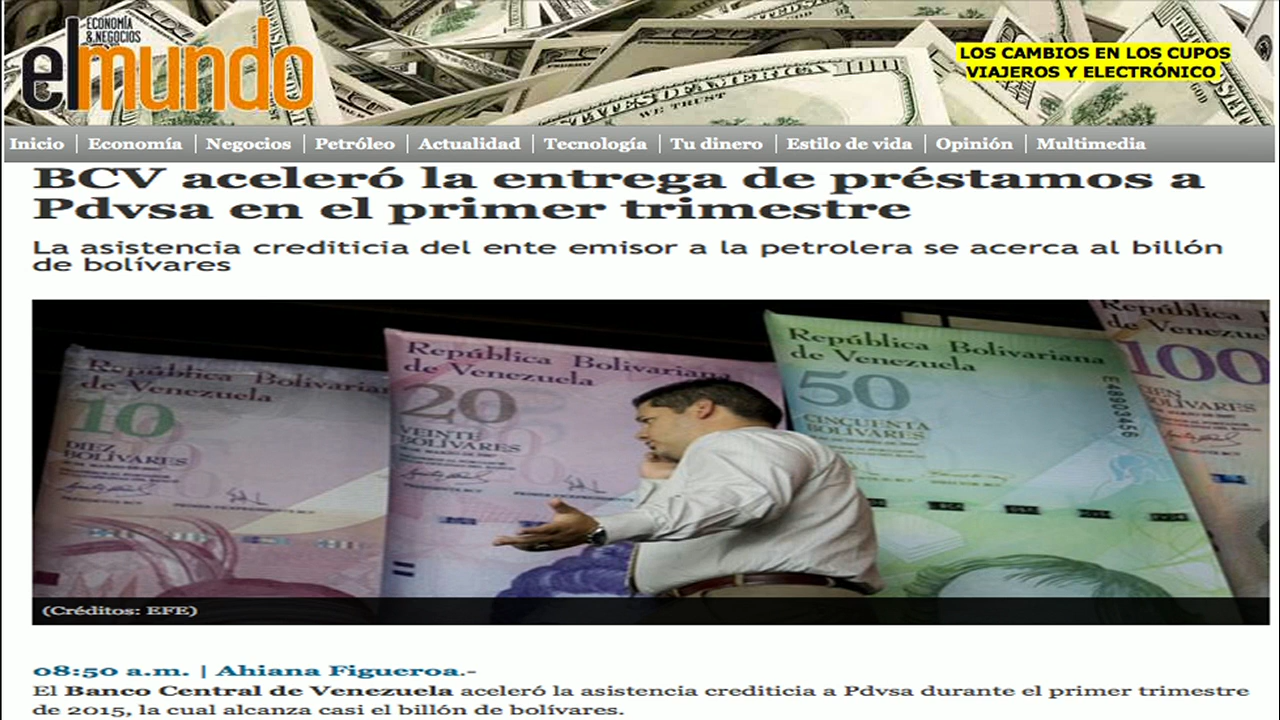 ECONOMÍA
& NEGOCIOS
el mundo
LOS CAMBIOS EN LOS CUPOS
VIAJEROS Y ELECTRÓNICO
Inicio | Economía | Negocios | Petróleo | Actualidad | Tecnología | Tu dinero | Estilo de vida | Opinión | Multimedia
BCV aceleró la entrega de préstamos a
Pdvsa en el primer trimestre
La asistencia crediticia del ente emisor a la petrolera se acerca al billón
de bolívares
República Bolivariana
de Venezuela
10
DIEZ
BOLÍVARES
República Bolivariana
de Venezuela
20
VEINTE
BOLÍVARES
República Bolivariana
de Venezuela
50
CINCUENTA
BOLÍVARES
E48903456
República
de Venezuela
100
CIEN
BOLÍVARES
(Créditos: EFE)
08:50 a.m. | Ahiana Figueroa.-
El Banco Central de Venezuela aceleró la asistencia crediticia a Pdvsa durante el primer trimestre
de 2015, la cual alcanza casi el billón de bolívares.